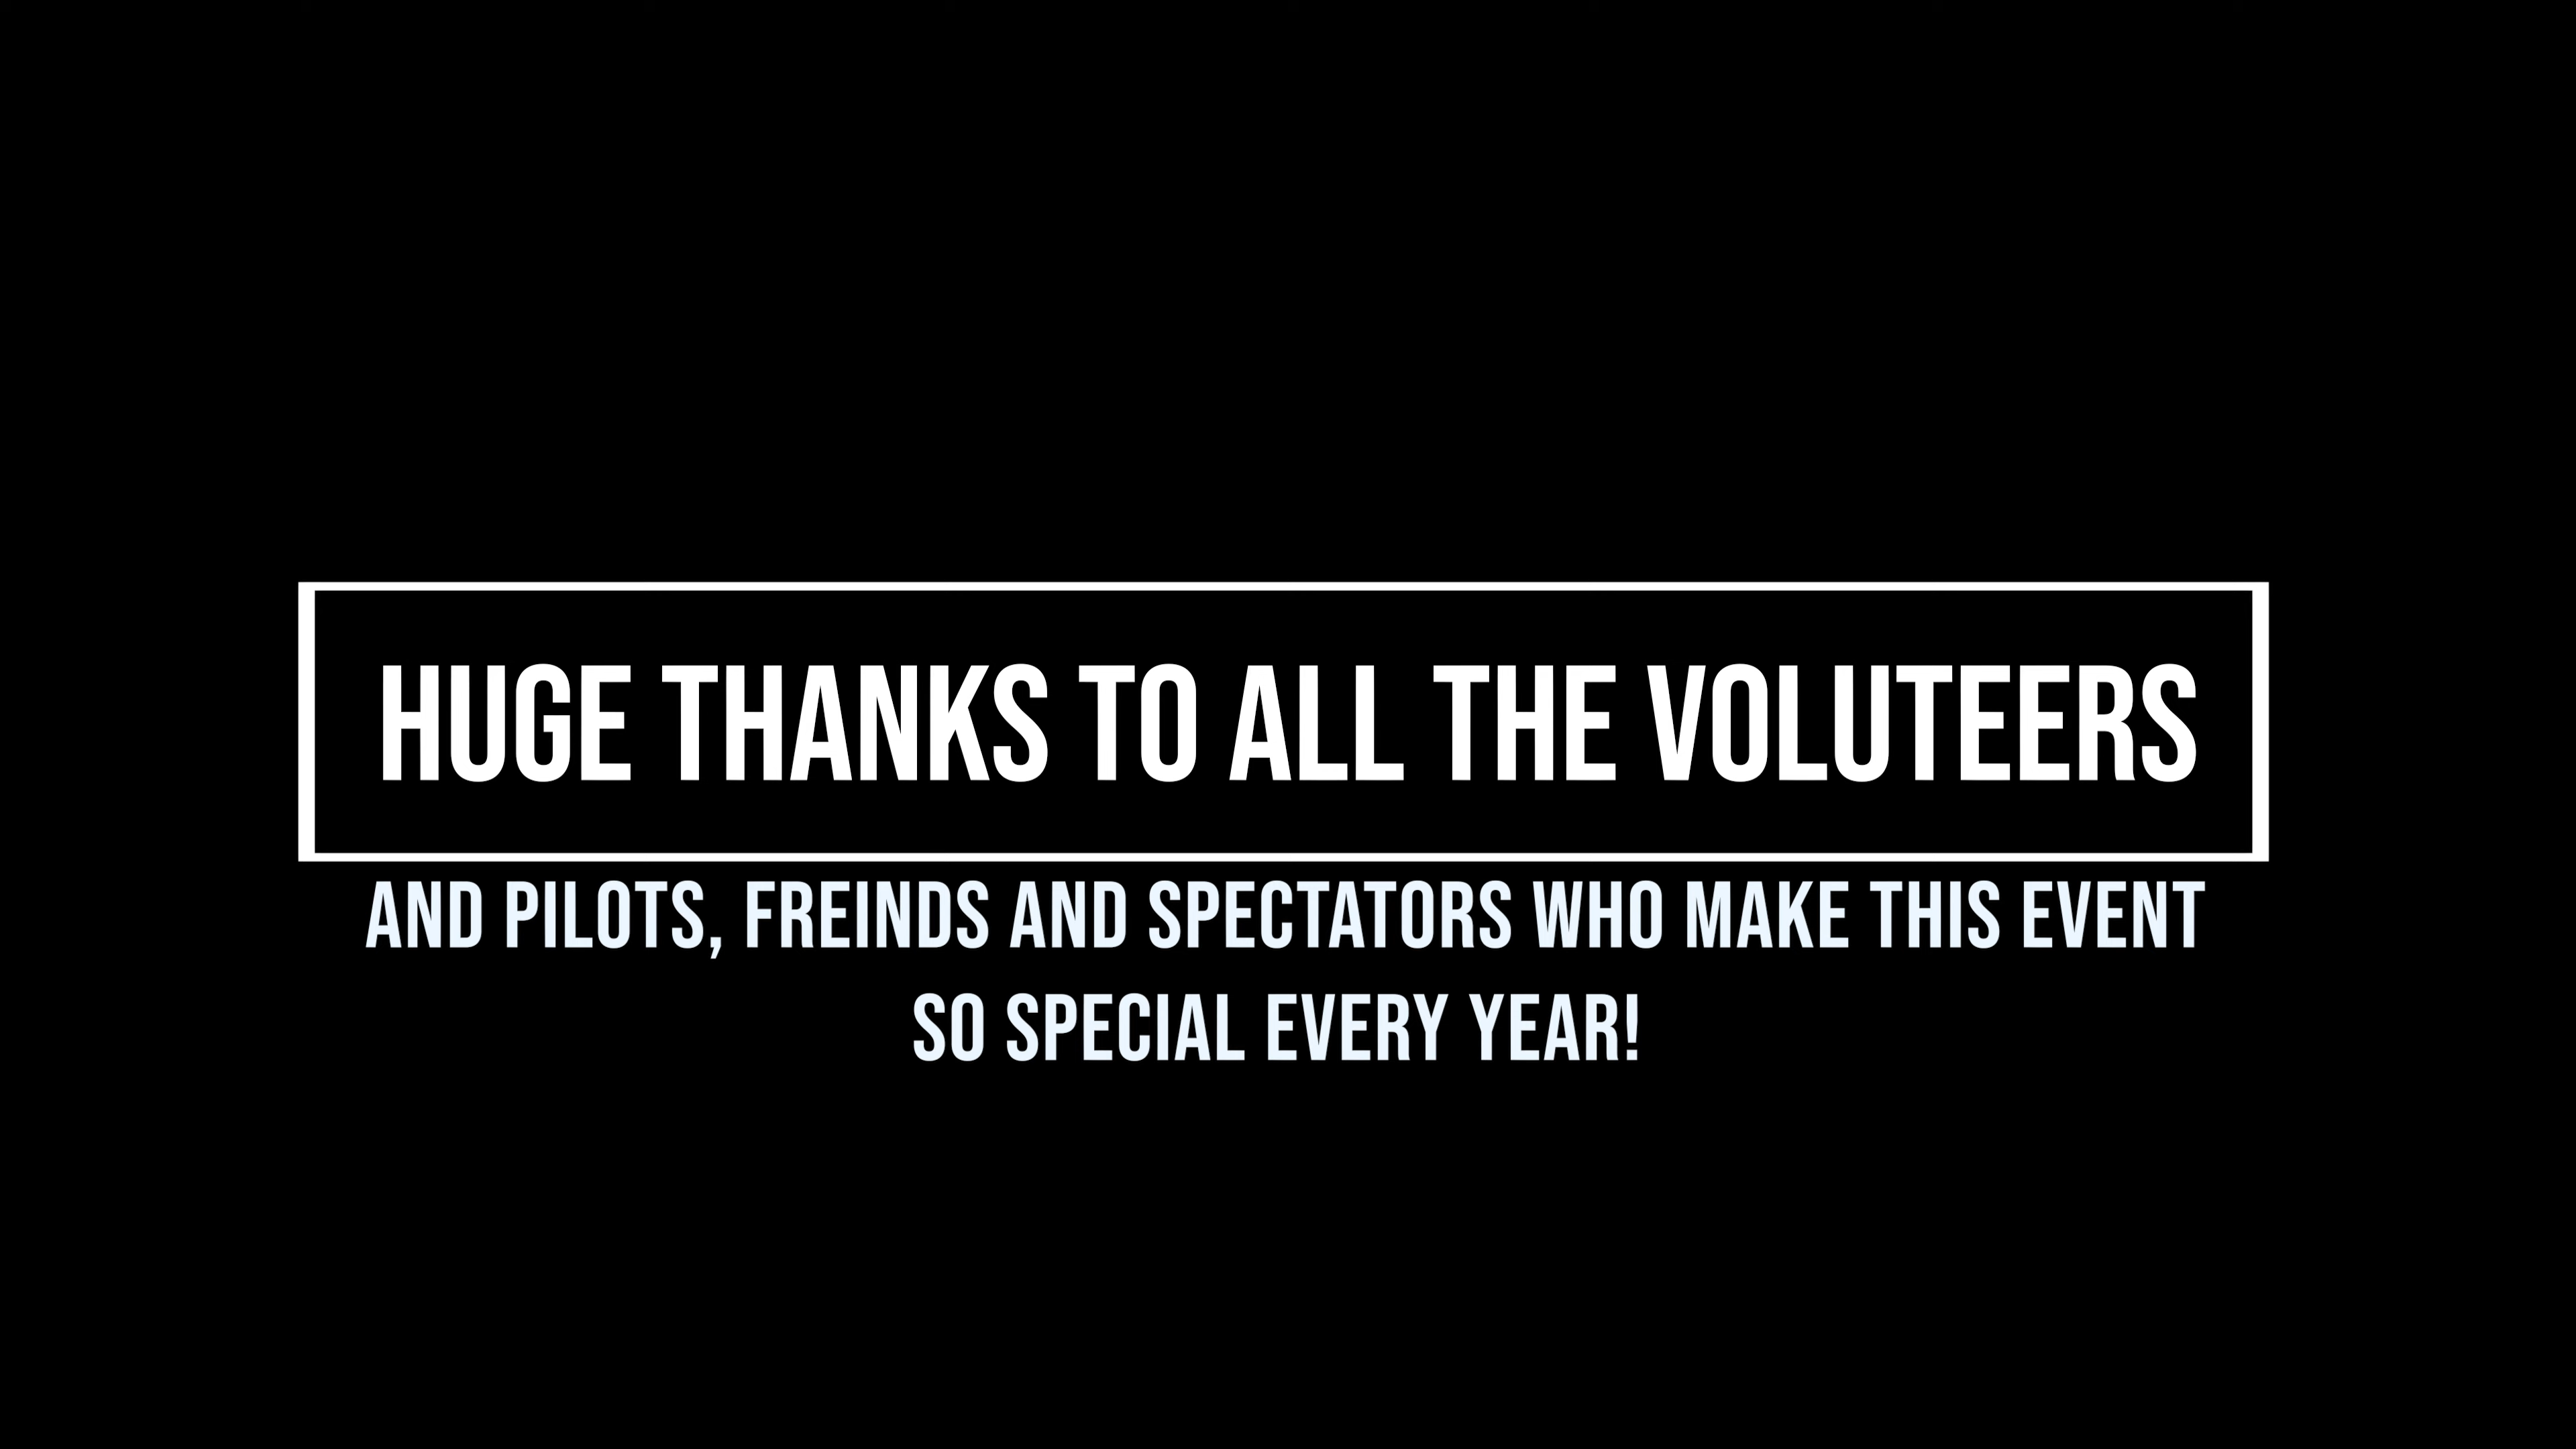 HUGE THANKS TO ALL THE VOLUTEERS
AND PILOTS, FREINDS AND SPECTATORS WHO MAKE THIS EVENT
SO SPECIAL EVERY YEAR!